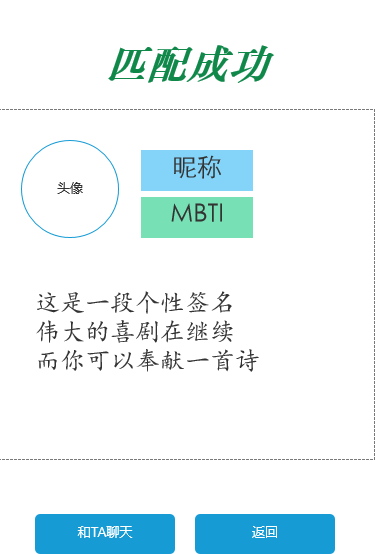 匹配成功
头像
昵称
MBTI
这是一段个性签名
伟大的喜剧在继续
而你可以奉献一首诗
和TA聊天
返回